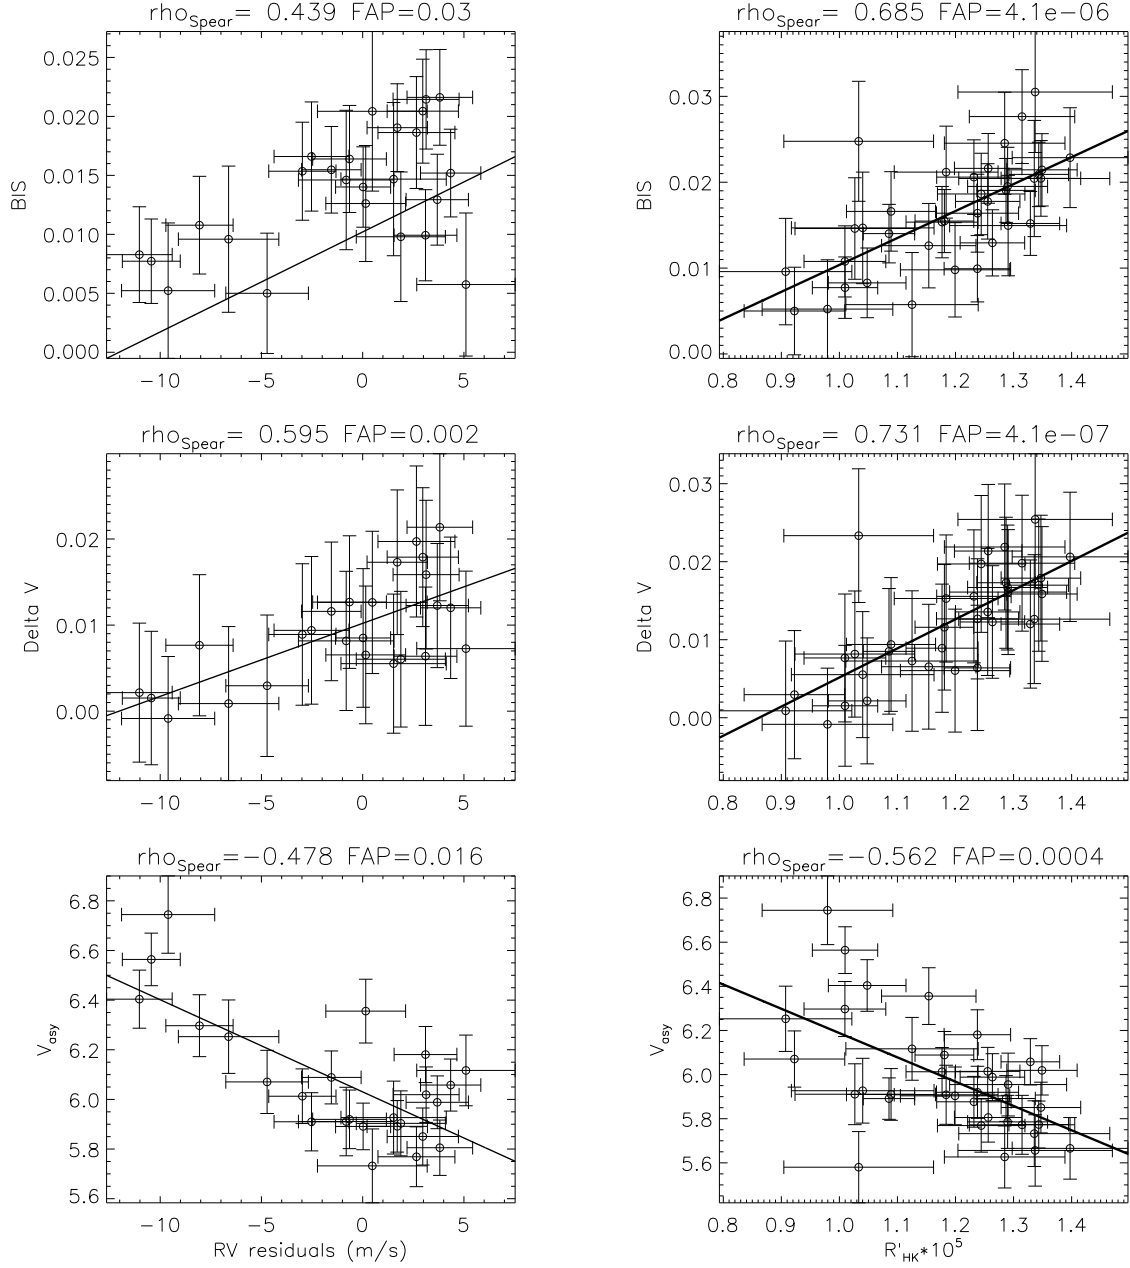 rho_Spear= 0.439 FAP=0.03
BIS
0.025
0.020
0.015
0.010
0.005
0.000
−10 −5 0 5
rho_Spear= 0.685 FAP=4.1e−06
BIS
0.03
0.02
0.01
0.00
0.8 0.9 1.0 1.1 1.2 1.3 1.4
rho_Spear= 0.595 FAP=0.002
Delta V
0.02
0.01
0.00
−10 −5 0 5
rho_Spear= 0.731 FAP=4.1e−07
Delta V
0.03
0.02
0.01
0.00
0.8 0.9 1.0 1.1 1.2 1.3 1.4
rho_Spear=−0.478 FAP=0.016
V_asy
6.8
6.6
6.4
6.2
6.0
5.8
5.6
−10 −5 0 5
RV residuals (m/s)
rho_Spear=−0.562 FAP=0.0004
V_asy
6.8
6.6
6.4
6.2
6.0
5.8
5.6
0.8 0.9 1.0 1.1 1.2 1.3 1.4
R'_HK*10^5